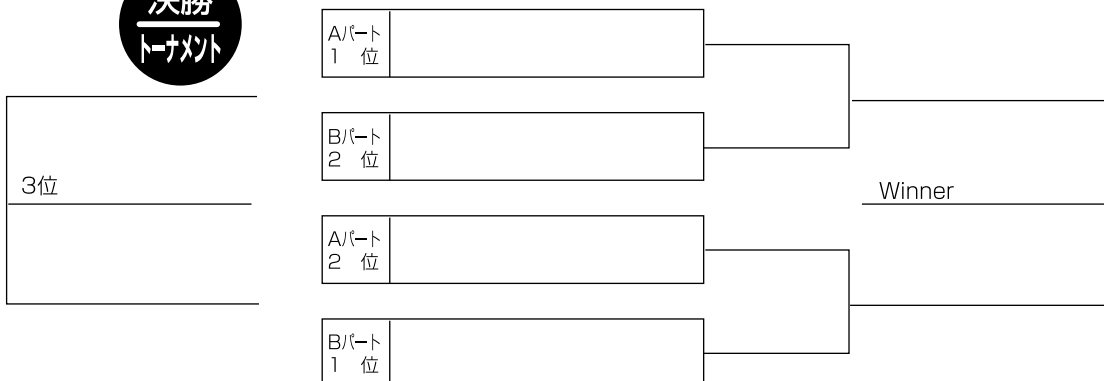 決勝
トーナメント
Aパート
1 位
Bパート
2 位
3位
Winner
Aパート
2 位
Bパート
1 位